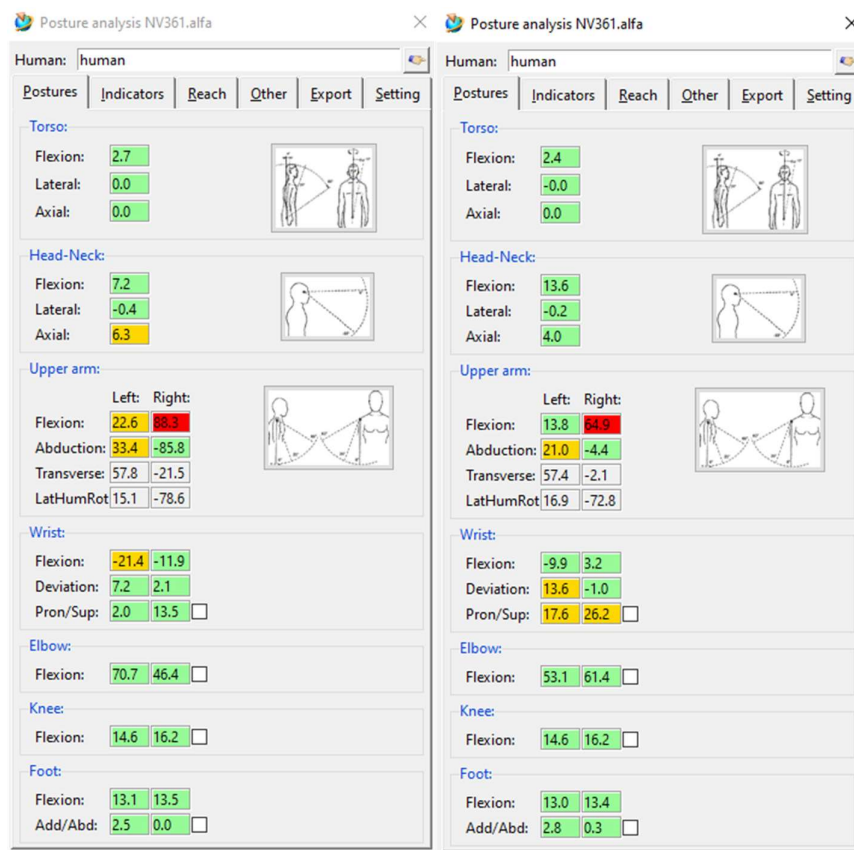 Posture analysis NV361.alfa
Human: human
Postures Indicators Reach Other Export Setting
Torso:
Flexion: 2.7
Lateral: 0.0
Axial: 0.0
Head-Neck:
Flexion: 7.2
Lateral: -0.4
Axial: 6.3
Upper arm:
Left: Right:
Flexion: 22.6 88.3
Abduction: 33.4 -85.8
Transverse: 57.8 -21.5
LatHumRot 15.1 -78.6
Wrist:
Flexion: -21.4 -11.9
Deviation: 7.2 2.1
Pron/Sup: 2.0 13.5
Elbow:
Flexion: 70.7 46.4
Knee:
Flexion: 14.6 16.2
Foot:
Flexion: 13.1 13.5
Add/Abd: 2.5 0.0
Posture analysis NV361.alfa
Human: human
Postures Indicators Reach Other Export Setting
Torso:
Flexion: 2.4
Lateral: -0.0
Axial: 0.0
Head-Neck:
Flexion: 13.6
Lateral: -0.2
Axial: 4.0
Upper arm:
Left: Right:
Flexion: 13.8 64.9
Abduction: 21.0 -4.4
Transverse: 57.4 -2.1
LatHumRot 16.9 -72.8
Wrist:
Flexion: -9.9 3.2
Deviation: 13.6 -1.0
Pron/Sup: 17.6 26.2
Elbow:
Flexion: 53.1 61.4
Knee:
Flexion: 14.6 16.2
Foot:
Flexion: 13.0 13.4
Add/Abd: 2.8 0.3